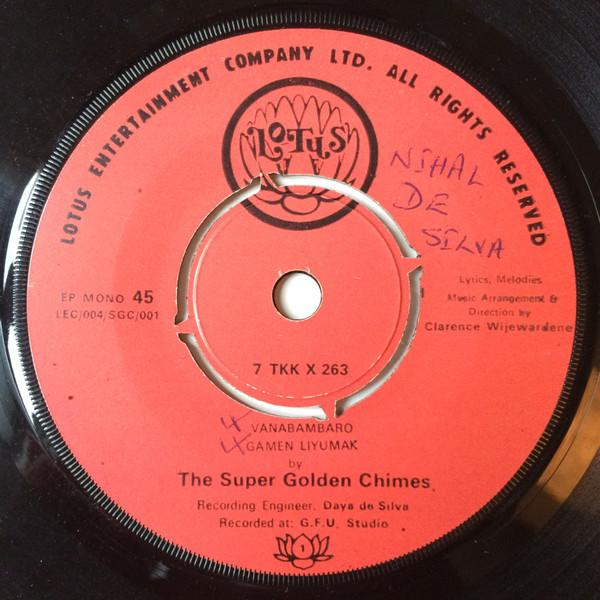 LOTUS ENTERTAINMENT COMPANY LTD. ALL RIGHTS RESERVED
LOTUS
NIHAL
DE
SILVA
EP MONO 45
LEC/004/SGC/001
Lyrics, Melodies
Music Arrangement &
Direction by
Clarence Wijewardene
7 TKK X 263
VANABAMBARO
GAMEN LIYUMAK
by
The Super Golden Chimes
Recording Engineer: Daya de Silva
Recorded at: G.F.U. Studio
1